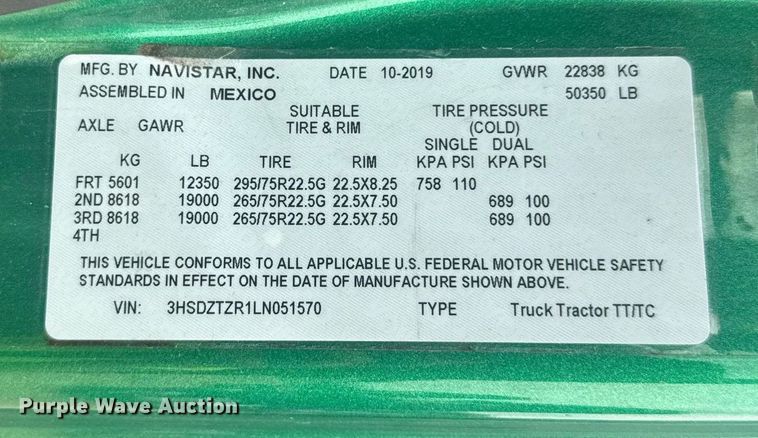 MFG. BY NAVISTAR, INC. DATE 10-2019 GVWR 22838 KG
ASSEMBLED IN MEXICO 50350 LB
SUITABLE TIRE PRESSURE
AXLE GAWR TIRE & RIM (COLD)
SINGLE DUAL
KG LB TIRE RIM KPA PSI KPA PSI
FRT 5601 12350 295/75R22.5G 22.5X8.25 758 110
2ND 8618 19000 265/75R22.5G 22.5X7.50 689 100
3RD 8618 19000 265/75R22.5G 22.5X7.50 689 100
4TH
THIS VEHICLE CONFORMS TO ALL APPLICABLE U.S. FEDERAL MOTOR VEHICLE SAFETY
STANDARDS IN EFFECT ON THE DATE OF MANUFACTURE SHOWN ABOVE.
VIN: 3HSDZTZR1LN051570 TYPE Truck Tractor TT/TC
Purple Wave Auction